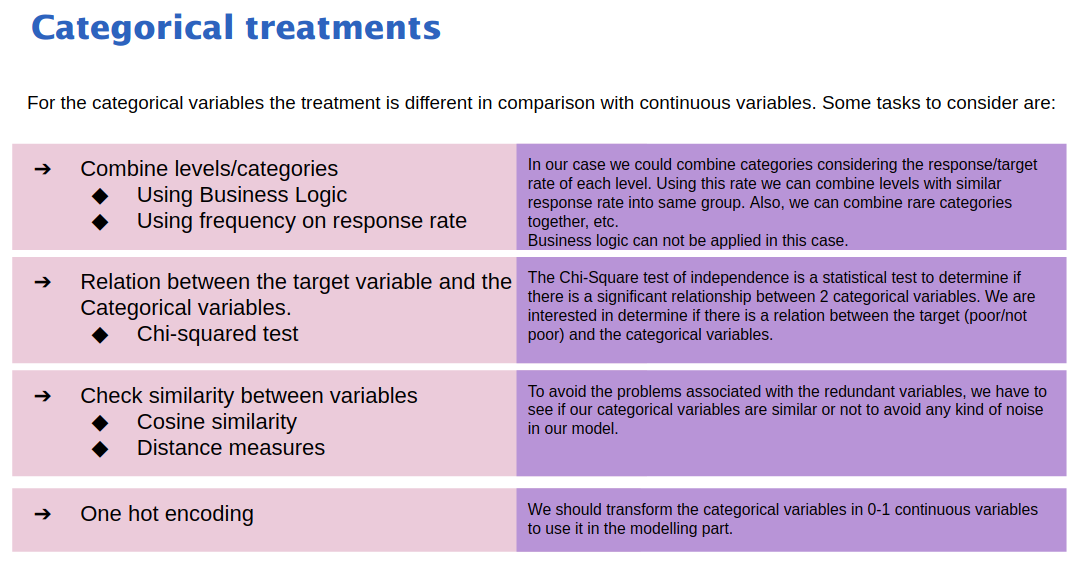 Categorical treatments
For the categorical variables the treatment is different in comparison with continuous variables. Some tasks to consider are:
➔ Combine levels/categories
◆ Using Business Logic
◆ Using frequency on response rate
In our case we could combine categories considering the response/target
rate of each level. Using this rate we can combine levels with similar
response rate into same group. Also, we can combine rare categories
together, etc.
Business logic can not be applied in this case.
➔ Relation between the target variable and the
Categorical variables.
◆ Chi-squared test
The Chi-Square test of independence is a statistical test to determine if
there is a significant relationship between 2 categorical variables. We are
interested in determine if there is a relation between the target (poor/not
poor) and the categorical variables.
➔ Check similarity between variables
◆ Cosine similarity
◆ Distance measures
To avoid the problems associated with the redundant variables, we have to
see if our categorical variables are similar or not to avoid any kind of noise
in our model.
➔ One hot encoding
We should transform the categorical variables in 0-1 continuous variables
to use it in the modelling part.